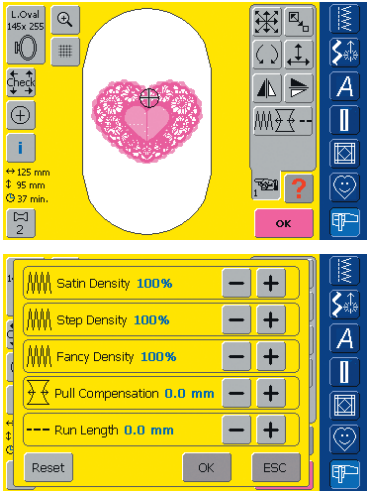 L.Oval
145x 255
Check
i
↔ 125 mm
↕ 95 mm
37 min.
2
1
?
OK
A
Satin Density 100%
Step Density 100%
Fancy Density 100%
Pull Compensation 0.0 mm
Run Length 0.0 mm
Reset
OK
ESC
A